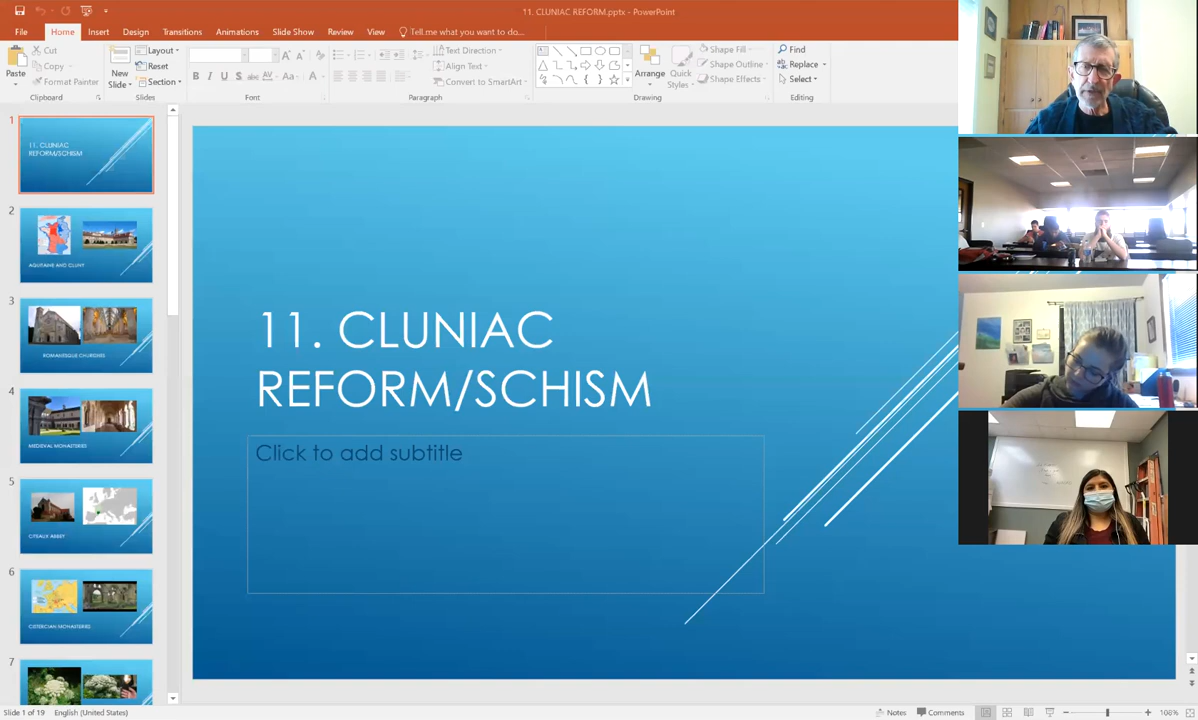 11. CLUNIAC REFORM.pptx - PowerPoint
File Home Insert Design Transitions Animations Slide Show Review View Tell me what you want to do...
Cut
Copy
Format Painter
Paste
Clipboard
New
Slide
Layout
Reset
Section
Slides
B I U S abc AV Aa A
Font
Text Direction
Align Text
Convert to SmartArt
Paragraph
Arrange
Quick
Styles
Shape Fill
Shape Outline
Shape Effects
Drawing
Find
Replace
Select
Editing
1
11. CLUNIAC
REFORM/SCHISM
2
AQUITAINE AND CLUNY
3
ROMANESQUE CHURCHES
4
MEDIEVAL MONASTERIES
5
CITEAUX ABBEY
6
CISTERCIAN MONASTERIES
7
11. CLUNIAC
REFORM/SCHISM
Click to add subtitle
Slide 1 of 19 English (United States)
Notes Comments 108%